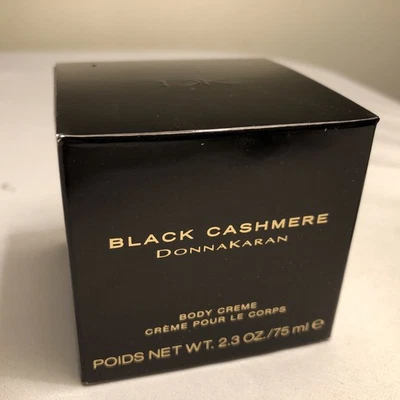 BLACK CASHMERE
DONNAKARAN
BODY CREME
CRÈME POUR LE CORPS
POIDS NET WT. 2.3 OZ./75 ml ℮